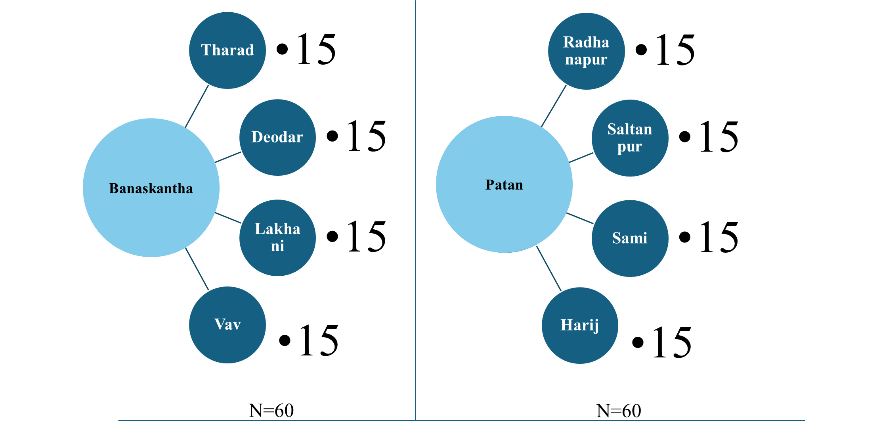 Tharad
•15
Deodar
•15
Banaskantha
Lakha
ni
•15
Vav
•15
N=60
Radha
napur
•15
Saltan
pur
•15
Patan
Sami
•15
Harij
•15
N=60